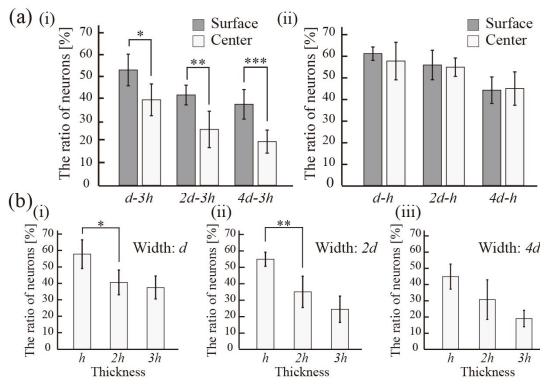 (a) (i)
The ratio of neurons [%]
70
60
50
40
30
20
10
0
Surface
Center
*
**
***
d-3h 2d-3h 4d-3h
(ii)
The ratio of neurons [%]
70
60
50
40
30
20
10
0
Surface
Center
d-h 2d-h 4d-h
(b)
(i)
The ratio of neurons [%]
70
60
50
40
30
20
10
0
*
Width: d
h 2h 3h
Thickness
(ii)
The ratio of neurons [%]
70
60
50
40
30
20
10
0
**
Width: 2d
h 2h 3h
Thickness
(iii)
The ratio of neurons [%]
70
60
50
40
30
20
10
0
Width: 4d
h 2h 3h
Thickness